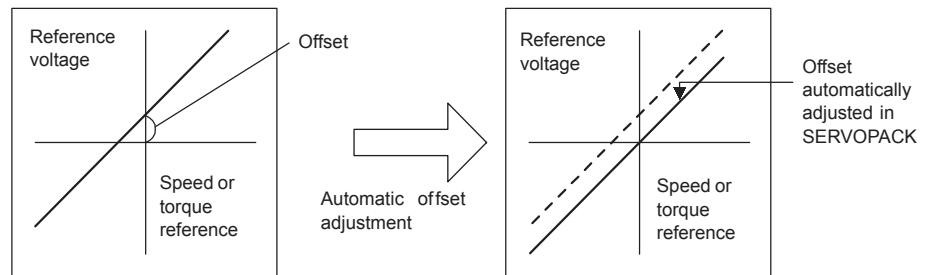 Reference
voltage
Offset
Speed or
torque
reference
Automatic offset
adjustment
Reference
voltage
Offset
automatically
adjusted in
SERVOPACK
Speed or
torque
reference